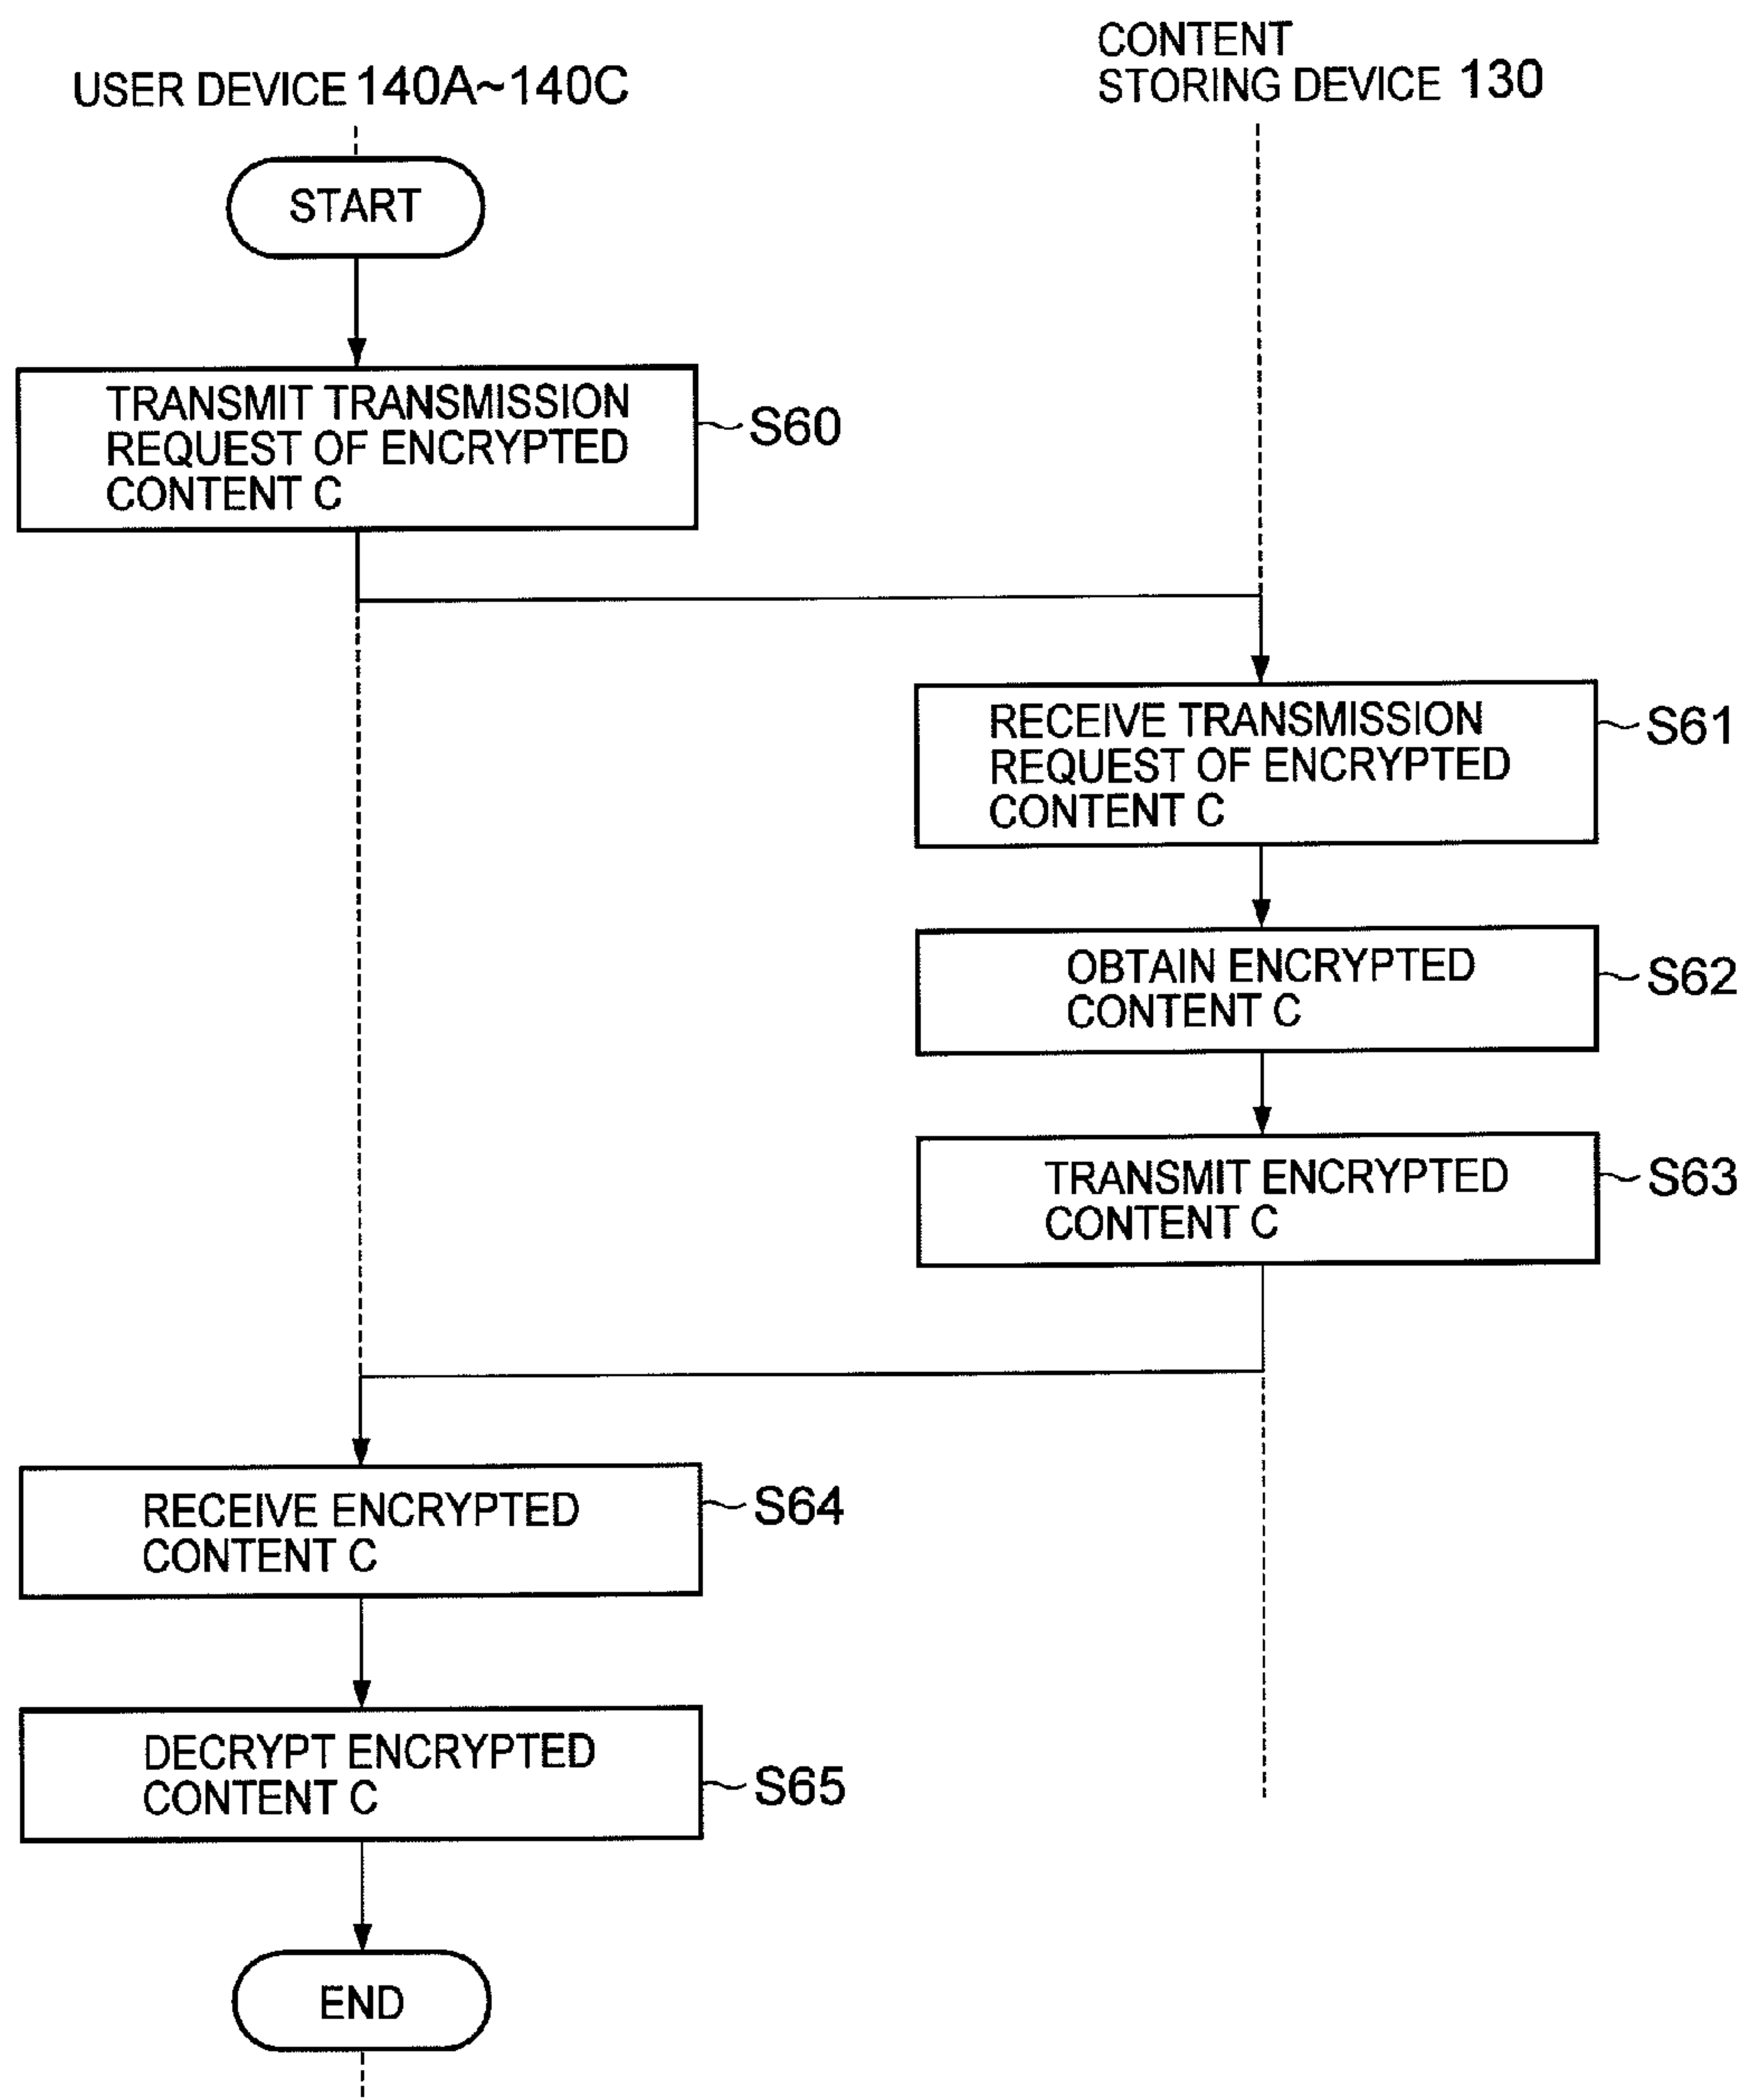 USER DEVICE 140A~140C
CONTENT
STORING DEVICE 130
START
TRANSMIT TRANSMISSION
REQUEST OF ENCRYPTED
CONTENT C
S60
RECEIVE TRANSMISSION
REQUEST OF ENCRYPTED
CONTENT C
S61
OBTAIN ENCRYPTED
CONTENT C
S62
TRANSMIT ENCRYPTED
CONTENT C
S63
RECEIVE ENCRYPTED
CONTENT C
S64
DECRYPT ENCRYPTED
CONTENT C
S65
END